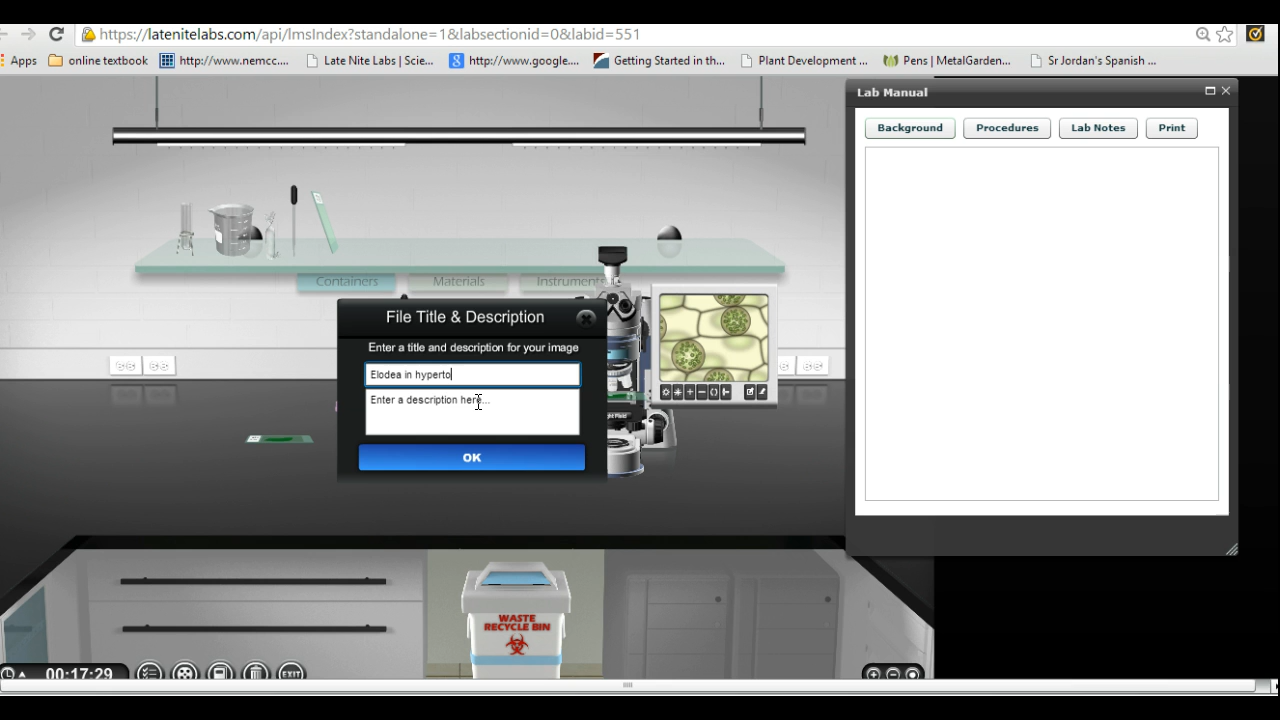 https://latenitelabs.com/api/lmsIndex?standalone=1&labsectionid=0&labid=551
Apps online textbook http://www.nemcc.... Late Nite Labs | Scie... http://www.google.... Getting Started in th... Plant Development ... Pens | MetalGarden... Sr Jordan's Spanish ...
Lab Manual
Background Procedures Lab Notes Print
Containers Materials Instruments
File Title & Description
Enter a title and description for your image
Elodea in hyperto
Enter a description here...
OK
WASTE
RECYCLE BIN
00:17:29
EXIT